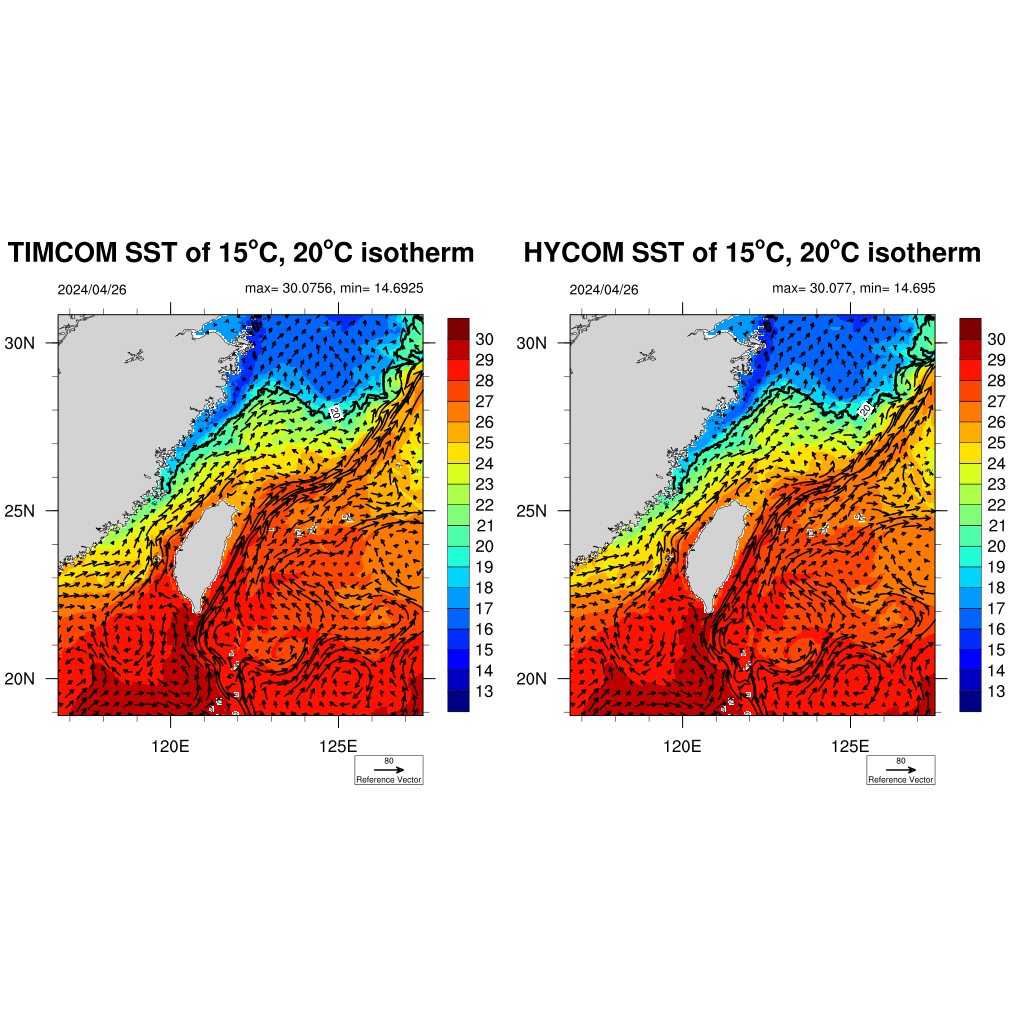 TIMCOM SST of 15°C, 20°C isotherm
2024/04/26 max= 30.0756, min= 14.6925
30N
25N
20N
120E 125E
20
30
29
28
27
26
25
24
23
22
21
20
19
18
17
16
15
14
13
80
Reference Vector
HYCOM SST of 15°C, 20°C isotherm
2024/04/26 max= 30.077, min= 14.695
30N
25N
20N
120E 125E
20
30
29
28
27
26
25
24
23
22
21
20
19
18
17
16
15
14
13
80
Reference Vector